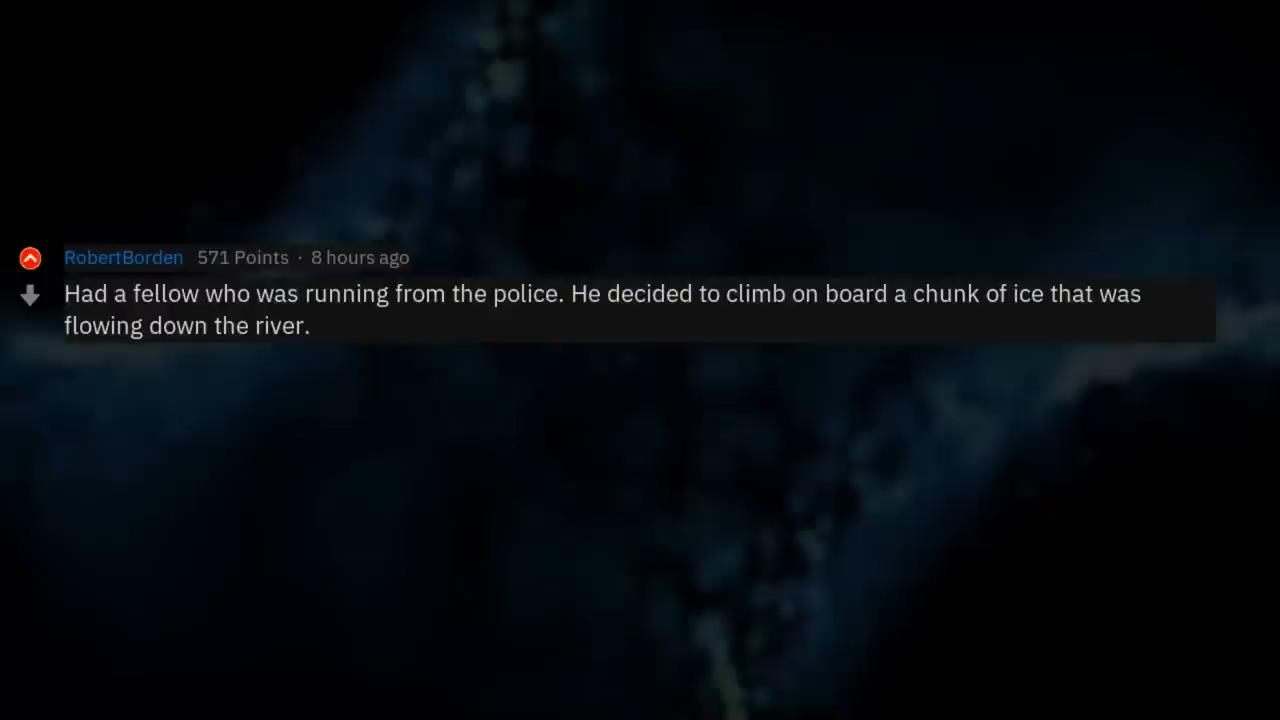 RobertBorden 571 Points · 8 hours ago
Had a fellow who was running from the police. He decided to climb on board a chunk of ice that was
flowing down the river.